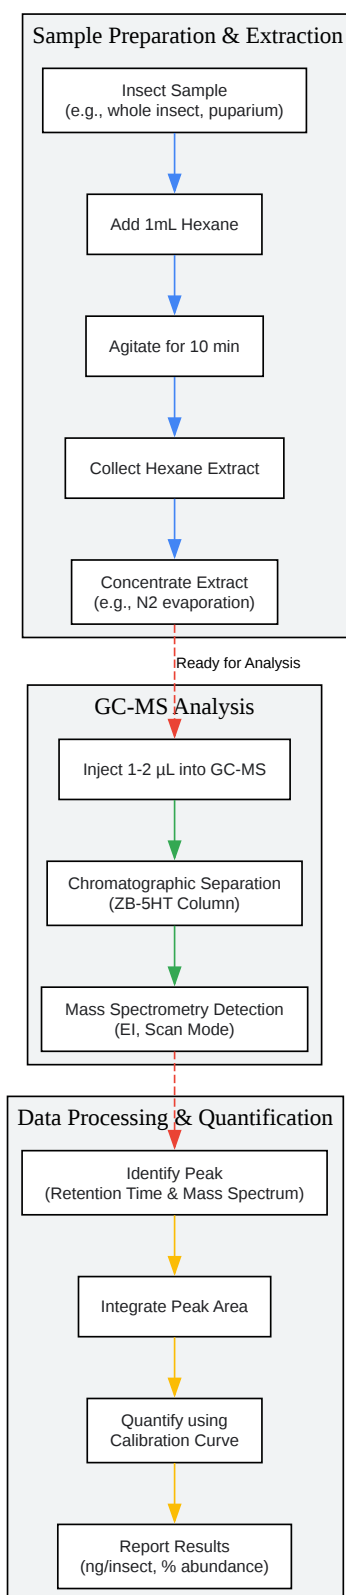 Sample Preparation & Extraction
Insect Sample
(e.g., whole insect, puparium)
Add 1mL Hexane
Agitate for 10 min
Collect Hexane Extract
Concentrate Extract
(e.g., N2 evaporation)
Ready for Analysis
GC-MS Analysis
Inject 1-2 µL into GC-MS
Chromatographic Separation
(ZB-5HT Column)
Mass Spectrometry Detection
(EI, Scan Mode)
Data Processing & Quantification
Identify Peak
(Retention Time & Mass Spectrum)
Integrate Peak Area
Quantify using
Calibration Curve
Report Results
(ng/insect, % abundance)